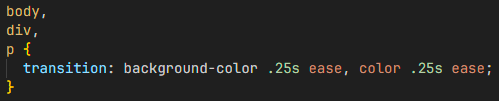 body,
div,
p {
  transition: background-color .25s ease, color .25s ease;
}